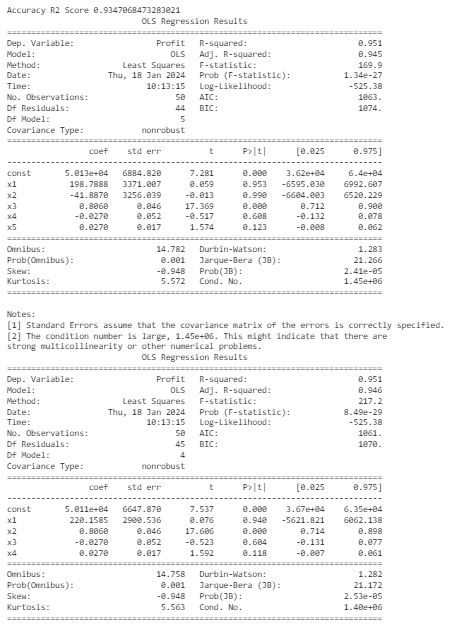 Accuracy R2 Score 0.9347068473283021
OLS Regression Results
==============================================================================
Dep. Variable: Profit R-squared: 0.951
Model: OLS Adj. R-squared: 0.945
Method: Least Squares F-statistic: 169.9
Date: Thu, 18 Jan 2024 Prob (F-statistic): 1.34e-27
Time: 10:13:15 Log-Likelihood: -525.38
No. Observations: 50 AIC: 1063.
Df Residuals: 44 BIC: 1074.
Df Model: 5
Covariance Type: nonrobust
==============================================================================
coef std err t P>|t| [0.025 0.975]
------------------------------------------------------------------------------
const 5.013e+04 6884.820 7.281 0.000 3.62e+04 6.4e+04
x1 198.7888 3371.007 0.059 0.953 -6595.030 6992.607
x2 -41.8870 3256.039 -0.013 0.990 -6604.003 6520.229
x3 0.8060 0.046 17.369 0.000 0.712 0.900
x4 -0.0270 0.052 -0.517 0.608 -0.132 0.078
x5 0.0270 0.017 1.574 0.123 -0.008 0.062
==============================================================================
Omnibus: 14.782 Durbin-Watson: 1.283
Prob(Omnibus): 0.001 Jarque-Bera (JB): 21.266
Skew: -0.948 Prob(JB): 2.41e-05
Kurtosis: 5.572 Cond. No. 1.45e+06
==============================================================================
Notes:
[1] Standard Errors assume that the covariance matrix of the errors is correctly specified.
[2] The condition number is large, 1.45e+06. This might indicate that there are
strong multicollinearity or other numerical problems.
OLS Regression Results
==============================================================================
Dep. Variable: Profit R-squared: 0.951
Model: OLS Adj. R-squared: 0.946
Method: Least Squares F-statistic: 217.2
Date: Thu, 18 Jan 2024 Prob (F-statistic): 8.49e-29
Time: 10:13:15 Log-Likelihood: -525.38
No. Observations: 50 AIC: 1061.
Df Residuals: 45 BIC: 1070.
Df Model: 4
Covariance Type: nonrobust
==============================================================================
coef std err t P>|t| [0.025 0.975]
------------------------------------------------------------------------------
const 5.011e+04 6647.870 7.537 0.000 3.67e+04 6.35e+04
x1 220.1585 2900.536 0.076 0.940 -5621.821 6062.138
x2 0.8060 0.046 17.606 0.000 0.714 0.898
x3 -0.0270 0.052 -0.523 0.604 -0.131 0.077
x4 0.0270 0.017 1.592 0.118 -0.007 0.061
==============================================================================
Omnibus: 14.758 Durbin-Watson: 1.282
Prob(Omnibus): 0.001 Jarque-Bera (JB): 21.172
Skew: -0.948 Prob(JB): 2.53e-05
Kurtosis: 5.563 Cond. No. 1.40e+06
==============================================================================